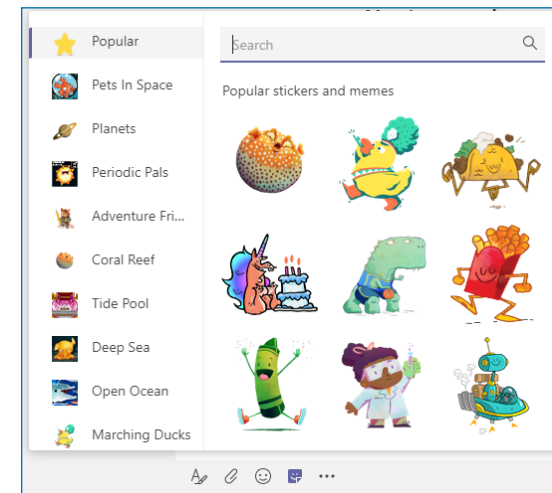 Popular
Search
Pets In Space
Popular stickers and memes
Planets
Periodic Pals
Adventure Fri...
Coral Reef
Tide Pool
Deep Sea
Open Ocean
Marching Ducks